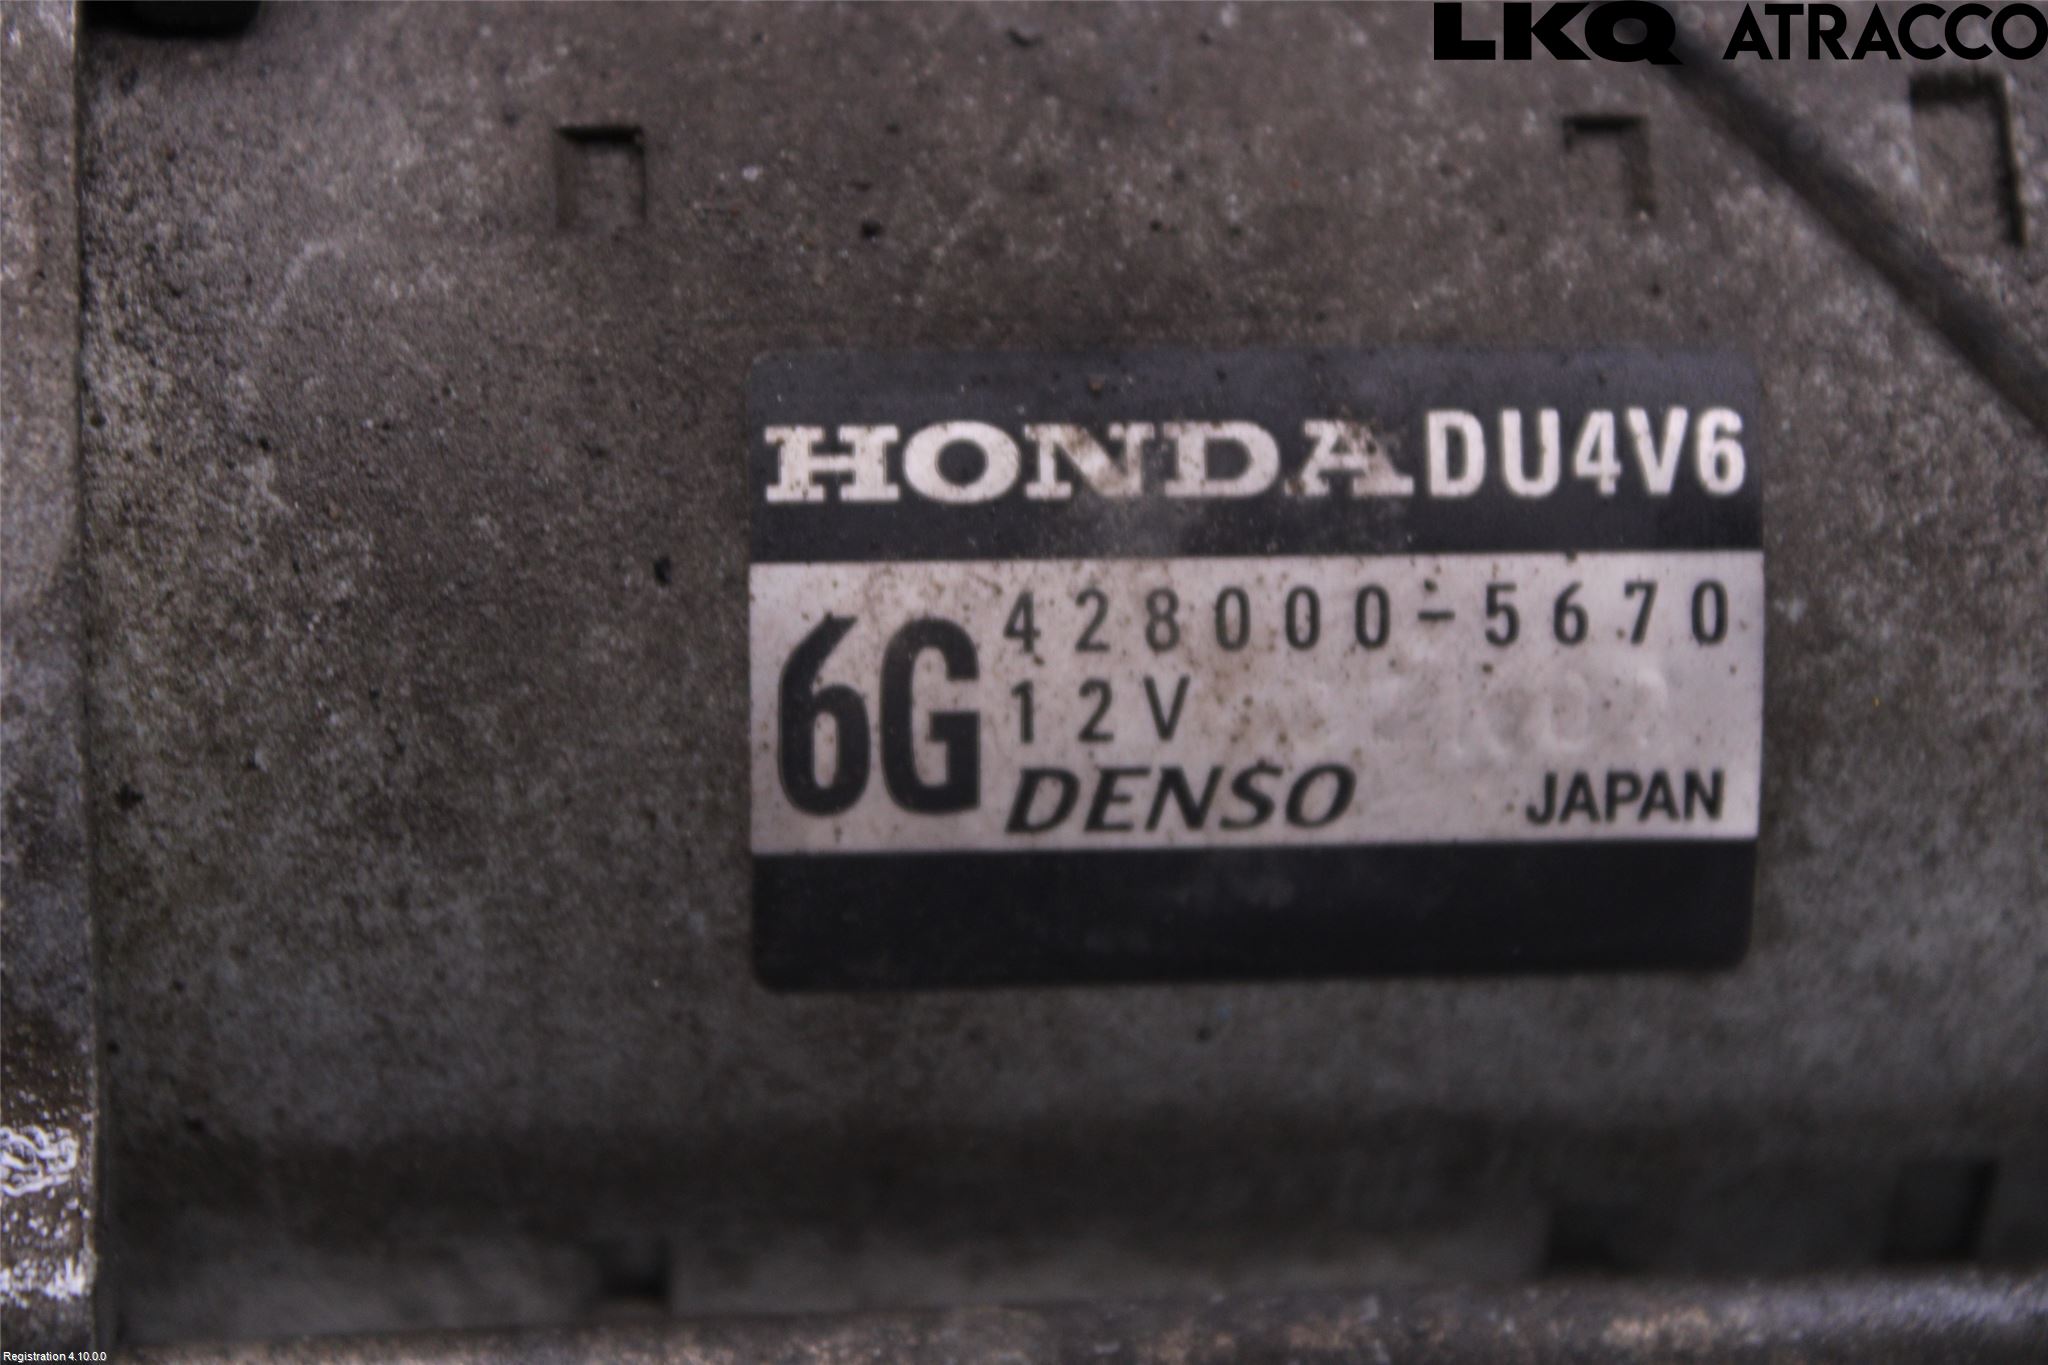 LKQ ATRACCO
HONDA DU4V6
6G
428000-5670
12V
DENSO JAPAN
Registration 4.10.0.0